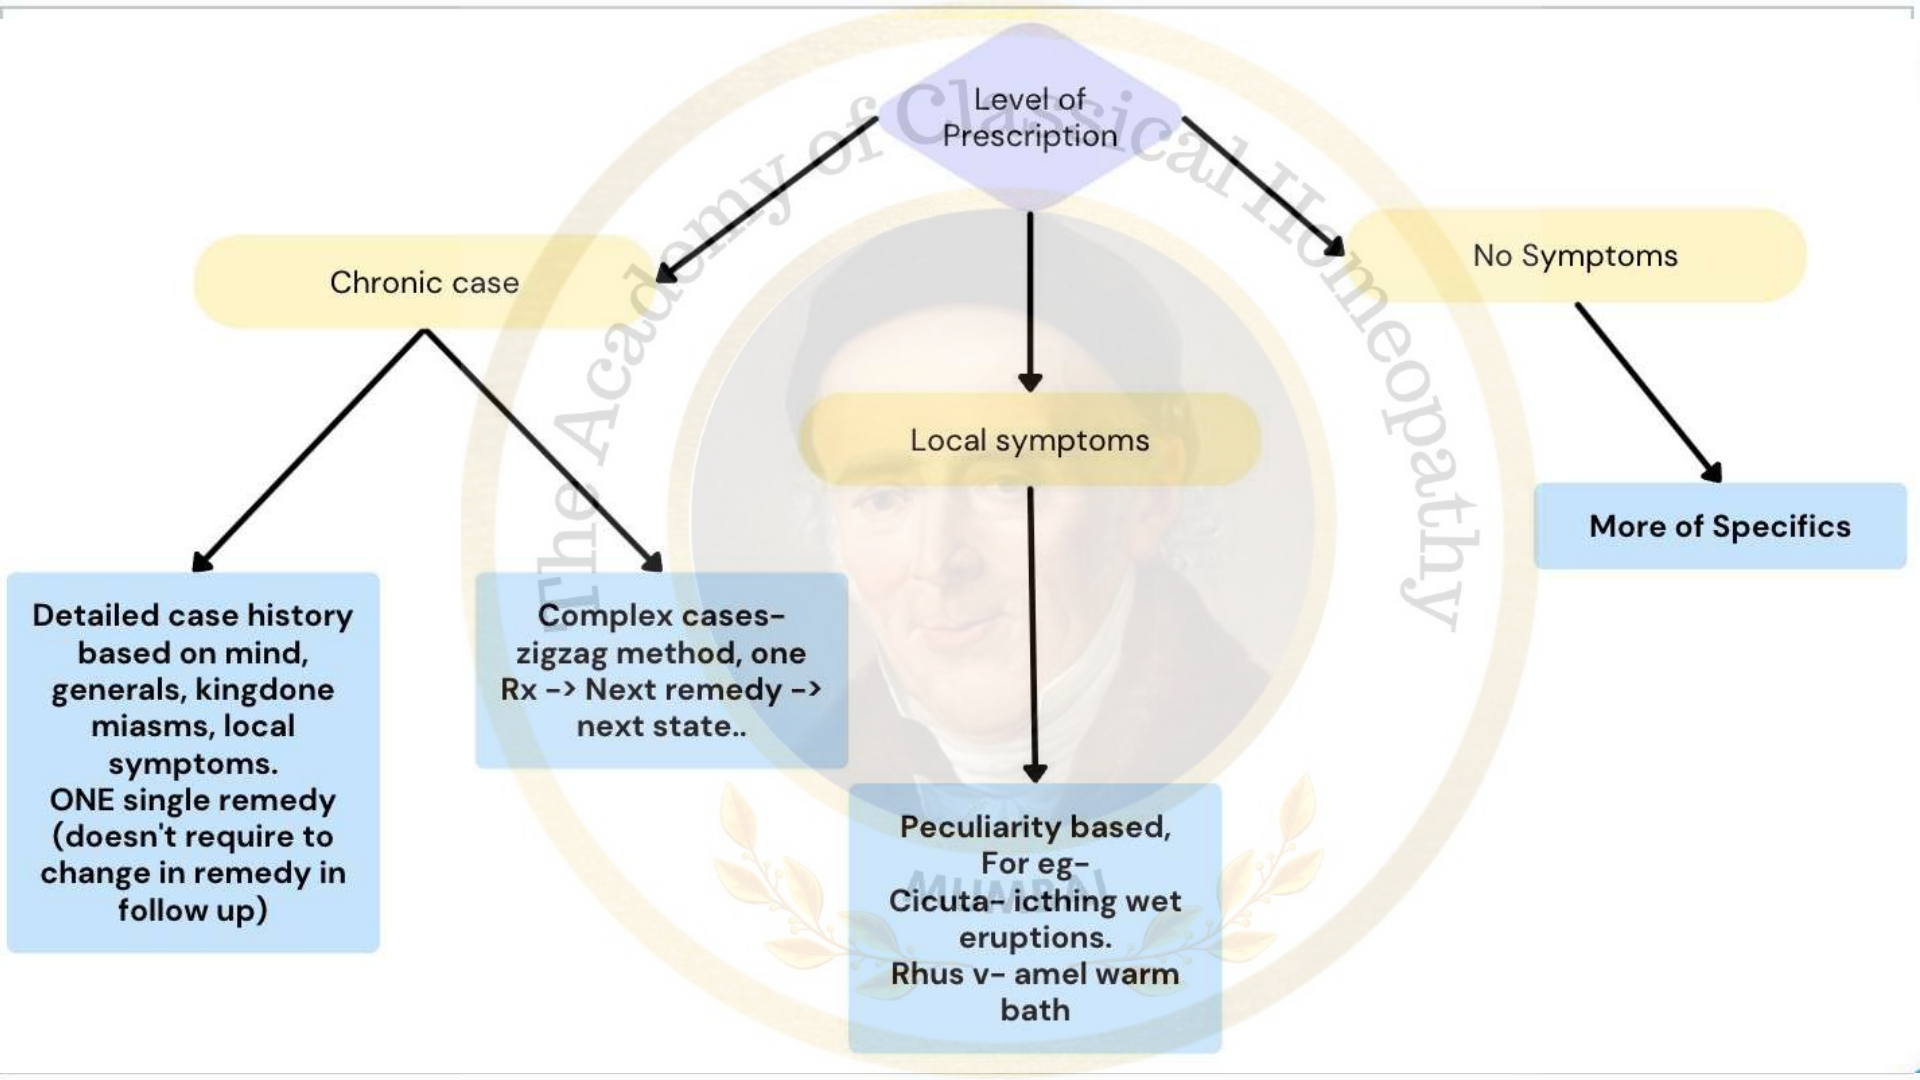 Level of
Prescription
Chronic case
No Symptoms
Local symptoms
More of Specifics
Detailed case history
based on mind,
generals, kingdone
miasms, local
symptoms.
ONE single remedy
(doesn't require to
change in remedy in
follow up)
Complex cases-
zigzag method, one
Rx -> Next remedy ->
next state..
Peculiarity based,
For eg-
Cicuta- icthing wet
eruptions.
Rhus v- amel warm
bath
The Academy of Classical Homeopathy
MUMBAI